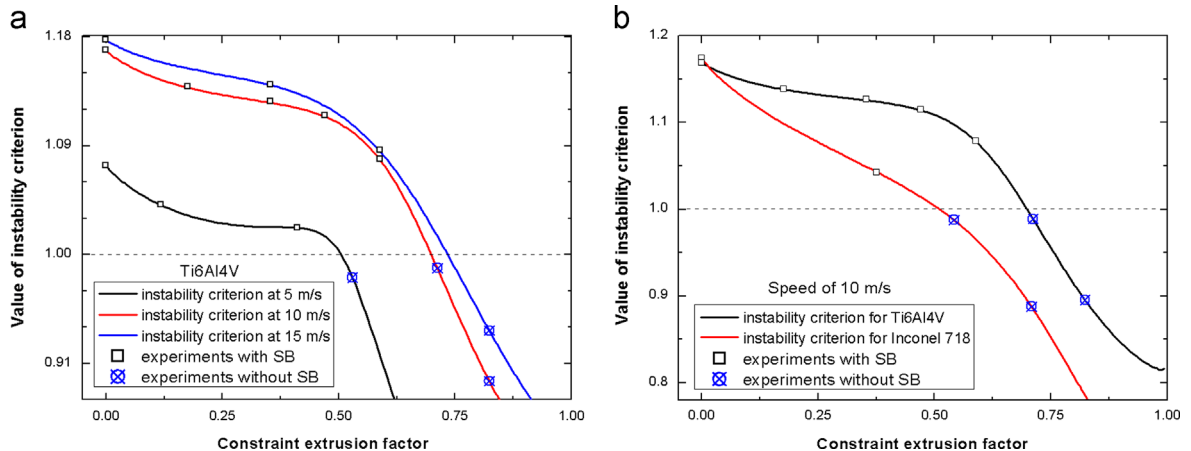 a
1.18
1.09
1.00
0.91
Value of instability criterion
Ti6Al4V
instability criterion at 5 m/s
instability criterion at 10 m/s
instability criterion at 15 m/s
experiments with SB
experiments without SB
0.00 0.25 0.50 0.75 1.00
Constraint extrusion factor
b
1.2
1.1
1.0
0.9
0.8
Value of instability criterion
Speed of 10 m/s
instability criterion for Ti6Al4V
instability criterion for Inconel 718
experiments with SB
experiments without SB
0.00 0.25 0.50 0.75 1.00
Constraint extrusion factor